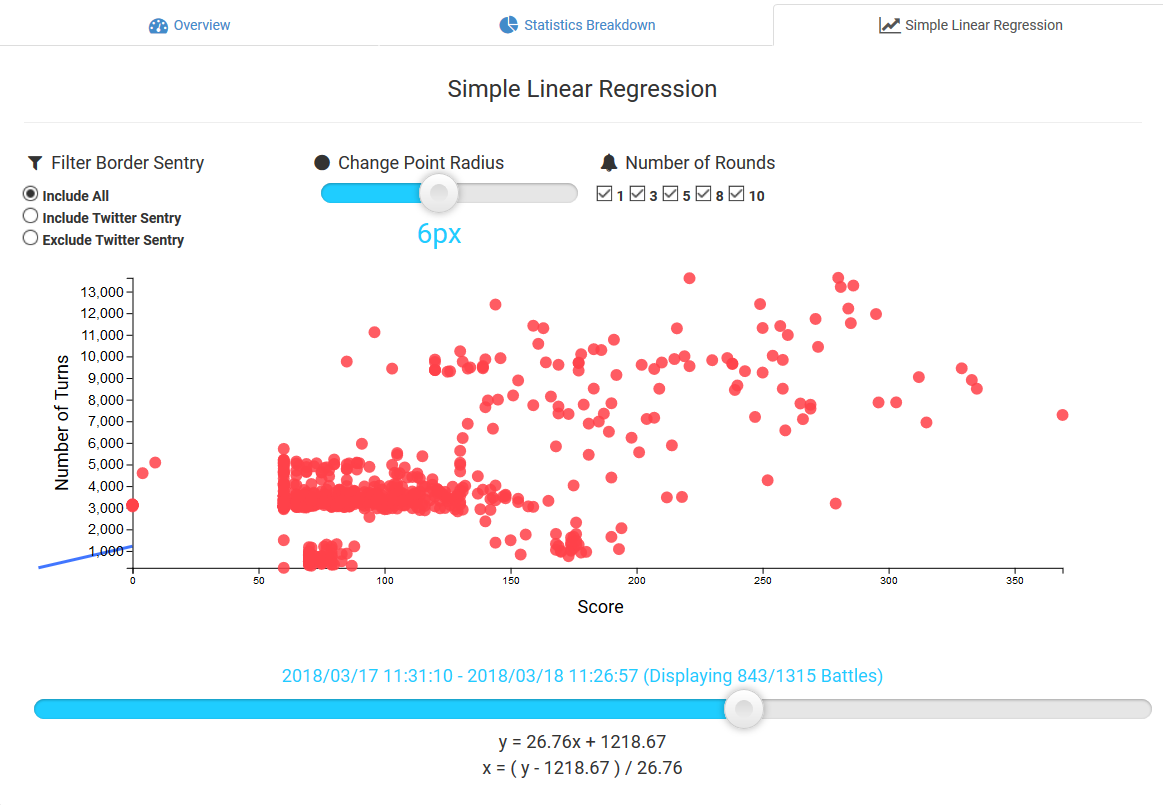 Overview
Statistics Breakdown
Simple Linear Regression
Simple Linear Regression
Filter Border Sentry
Include All
Include Twitter Sentry
Exclude Twitter Sentry
Change Point Radius
6px
Number of Rounds
1 3 5 8 10
Number of Turns
13,000
12,000
11,000
10,000
9,000
8,000
7,000
6,000
5,000
4,000
3,000
2,000
1,000
0 50 100 150 200 250 300 350
Score
2018/03/17 11:31:10 - 2018/03/18 11:26:57 (Displaying 843/1315 Battles)
y = 26.76x + 1218.67
x = ( y - 1218.67 ) / 26.76